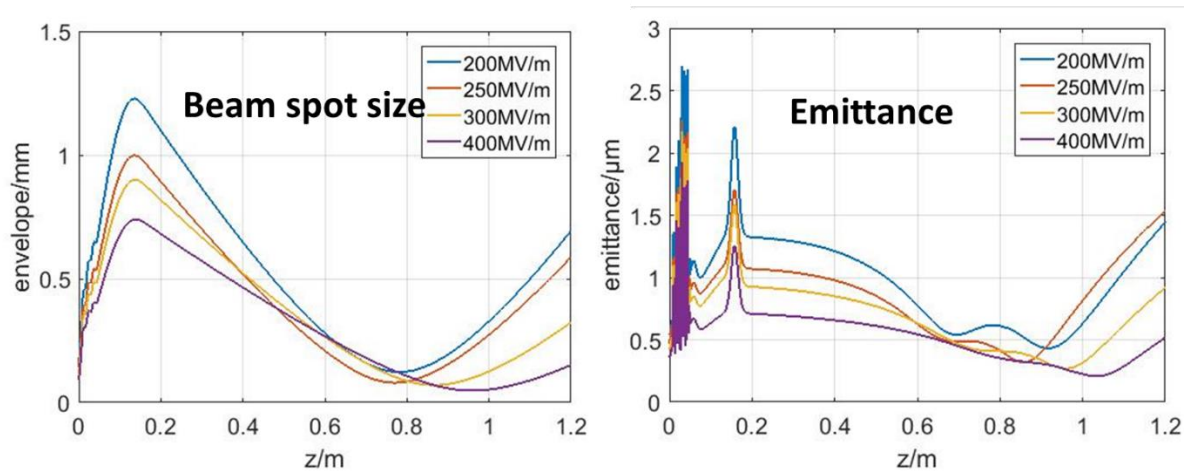 Beam spot size
envelope/mm
1.5
1
0.5
0
0
0.2
0.4
0.6
0.8
1
1.2
z/m
200MV/m
250MV/m
300MV/m
400MV/m
Emittance
emittance/μm
3
2.5
2
1.5
1
0.5
0
0
0.2
0.4
0.6
0.8
1
1.2
z/m
200MV/m
250MV/m
300MV/m
400MV/m